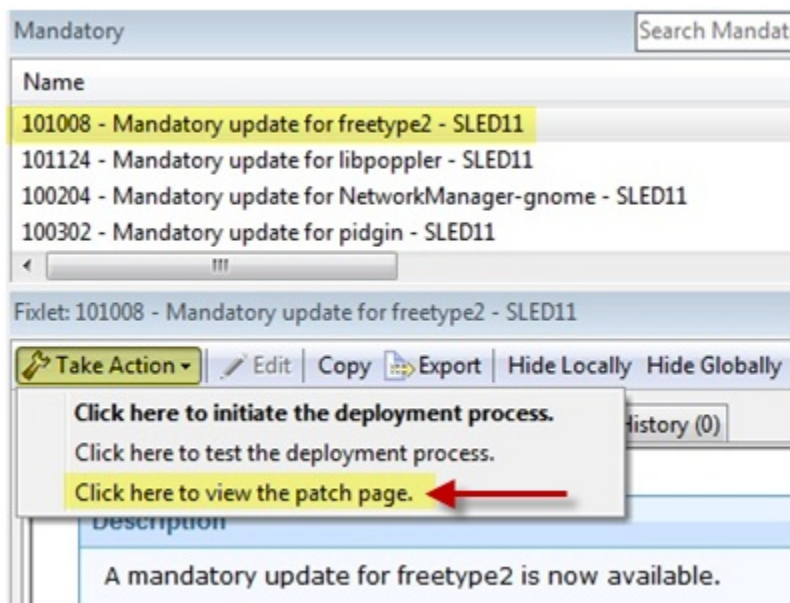 Mandatory
Search Mandat
Name
101008 - Mandatory update for freetype2 - SLED11
101124 - Mandatory update for libpoppler - SLED11
100204 - Mandatory update for NetworkManager-gnome - SLED11
100302 - Mandatory update for pidgin - SLED11
Fixlet: 101008 - Mandatory update for freetype2 - SLED11
Take Action Edit Copy Export Hide Locally Hide Globally
Click here to initiate the deployment process.
History (0)
Click here to test the deployment process.
Click here to view the patch page.
Description
A mandatory update for freetype2 is now available.